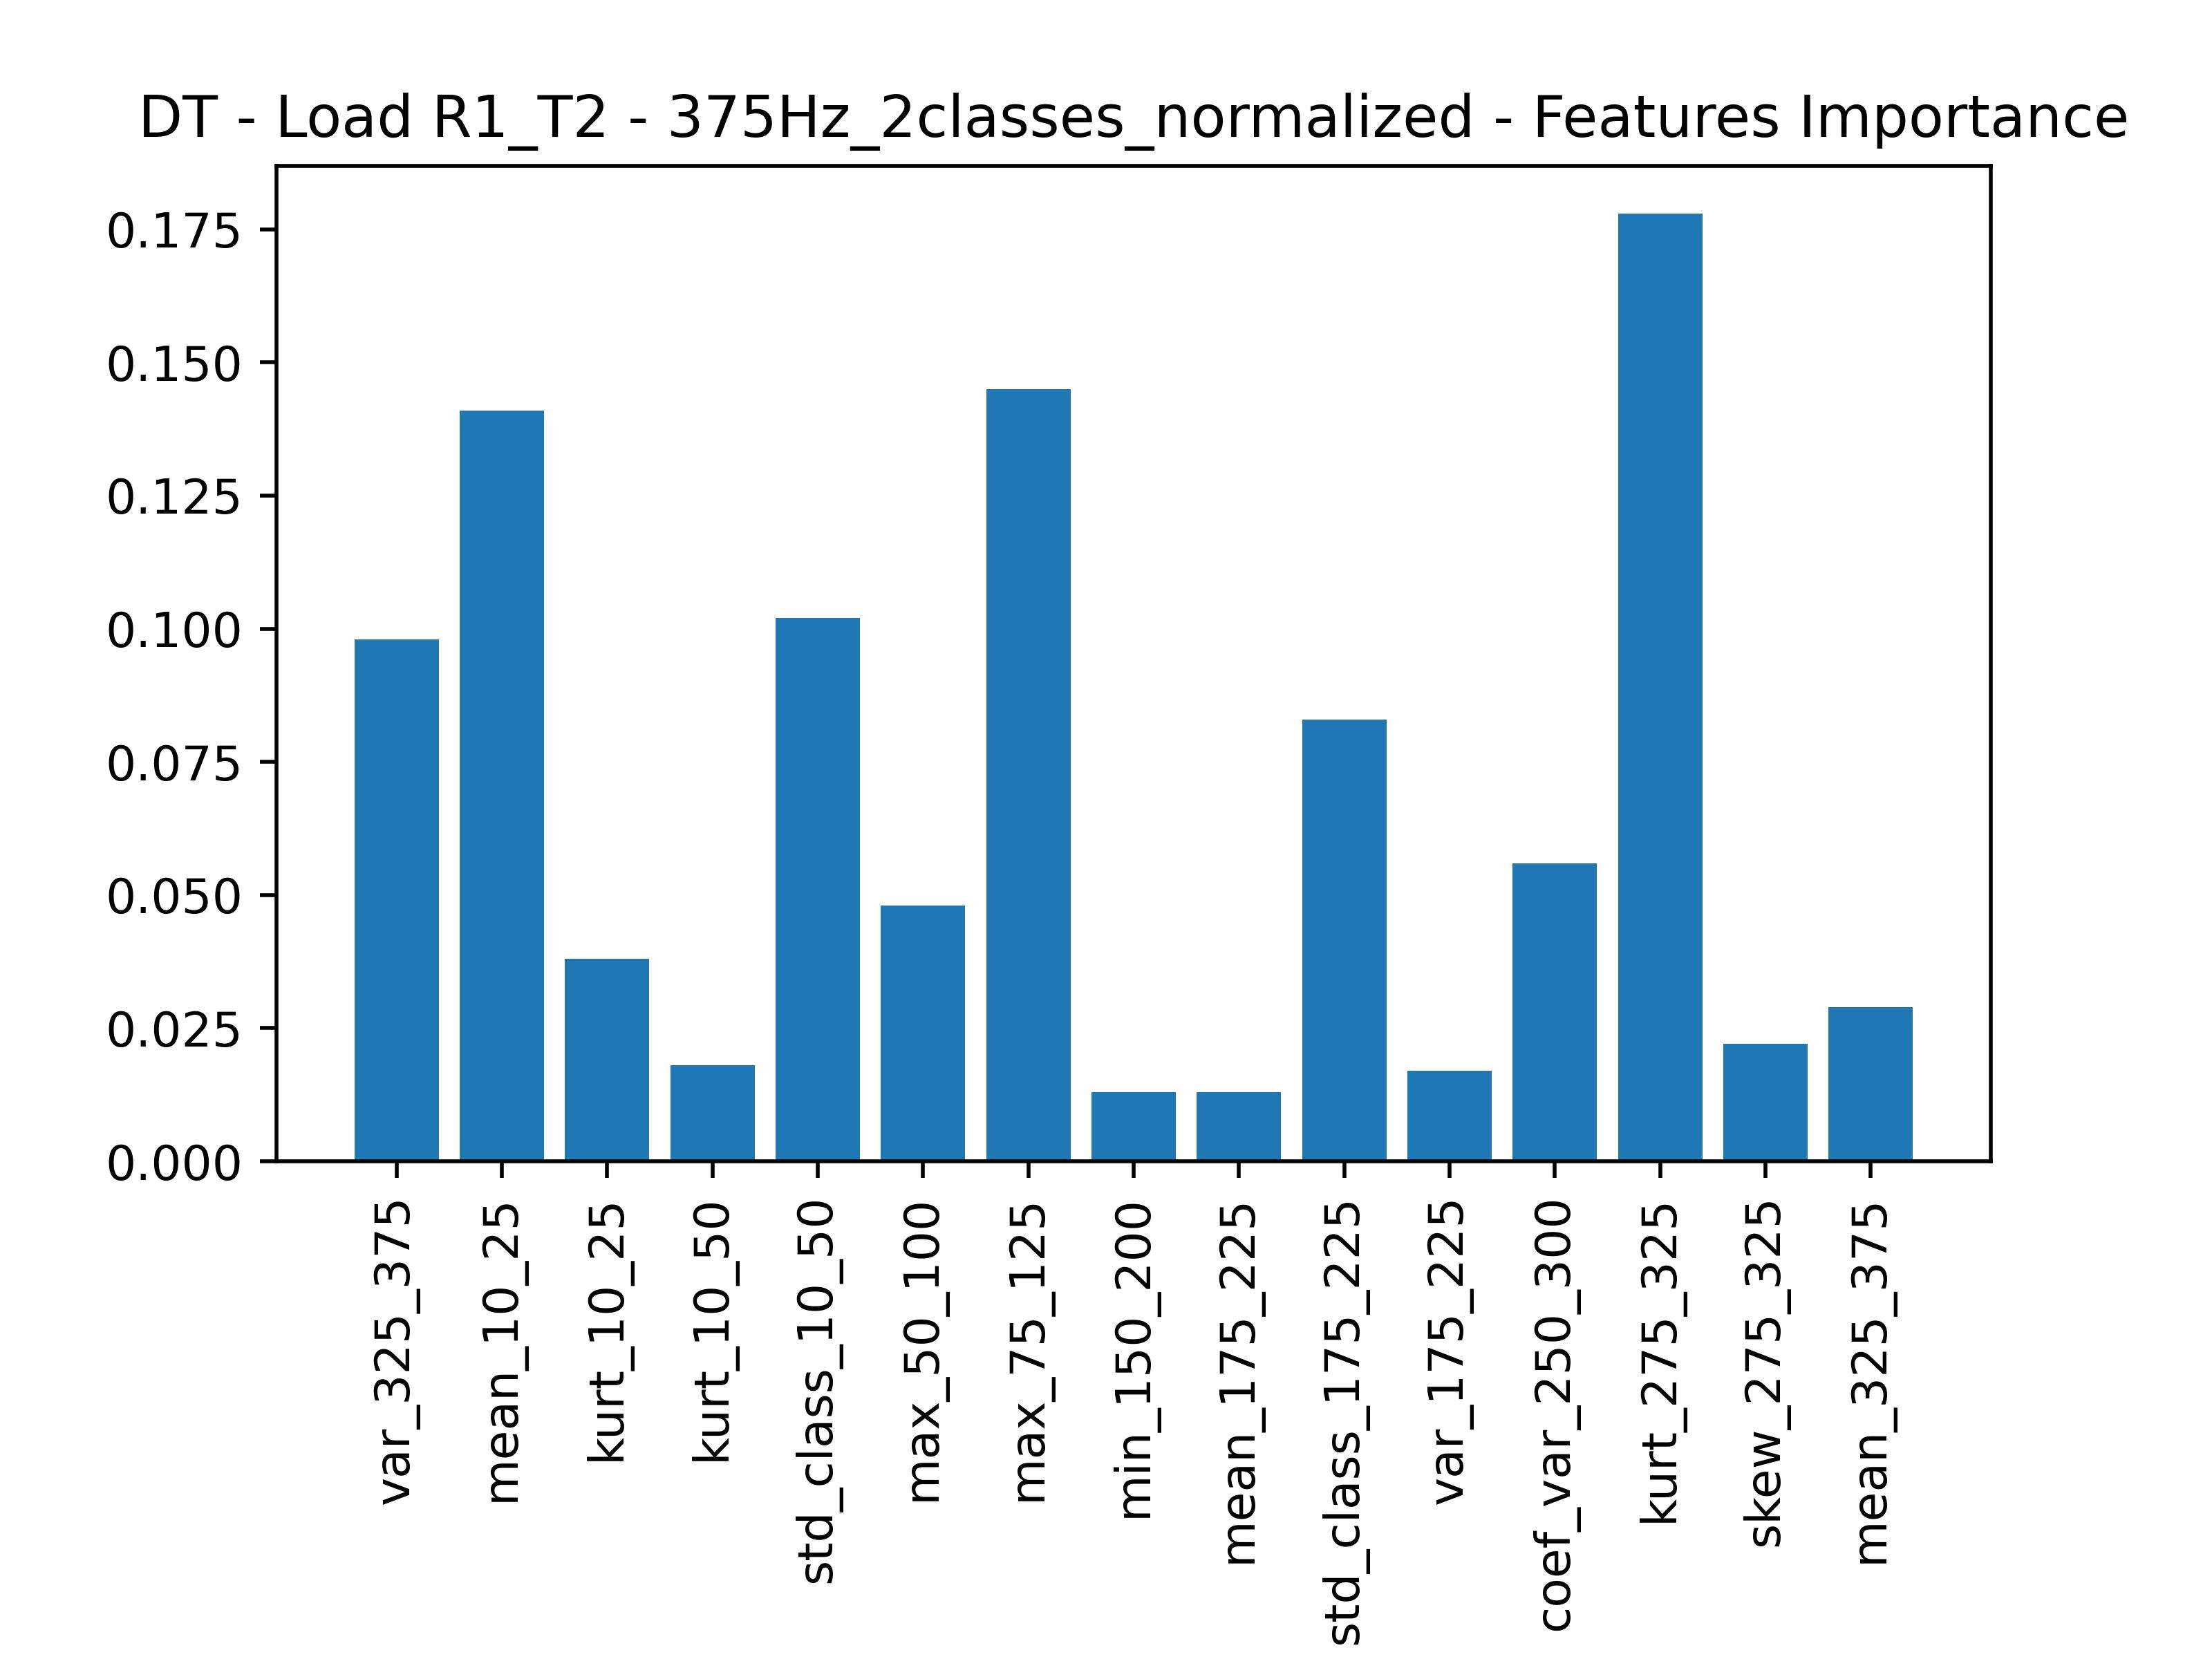 DT - Load R1_T2 - 375Hz_2classes_normalized - Features Importance
0.175
0.150
0.125
0.100
0.075
0.050
0.025
0.000
var_325_375
mean_10_25
kurt_10_25
kurt_10_50
std_class_10_50
max_50_100
max_75_125
min_150_200
mean_175_225
std_class_175_225
var_175_225
coef_var_250_300
kurt_275_325
skew_275_325
mean_325_375